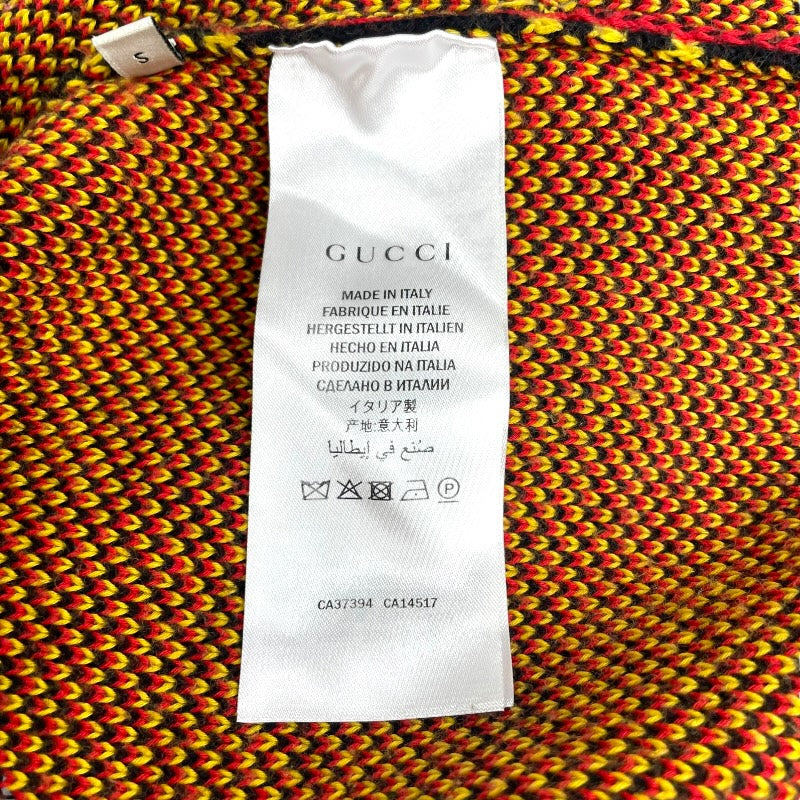 S
GUCCI
MADE IN ITALY
FABRIQUE EN ITALIE
HERGESTELLT IN ITALIEN
HECHO EN ITALIA
PRODUZIDO NA ITALIA
СДЕЛАНО В ИТАЛИИ
イタリア製
产地:意大利
صُنع في إيطاليا
P
CA37394 CA14517